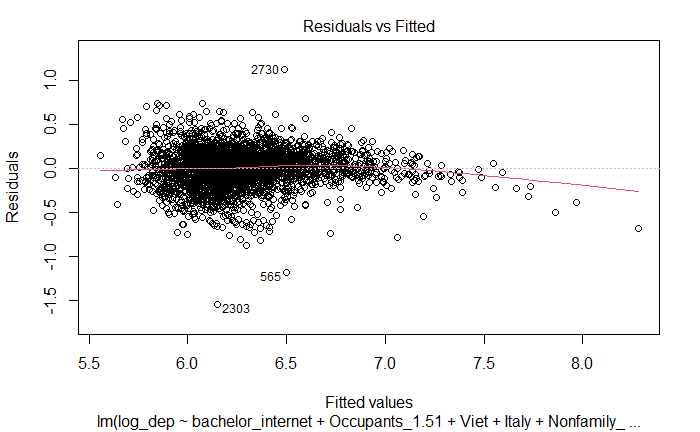 Residuals vs Fitted
2730
565
2303
1.0
0.5
0.0
-0.5
-1.0
-1.5
Residuals
5.5 6.0 6.5 7.0 7.5 8.0
Fitted values
lm(log_dep ~ bachelor_internet + Occupants_1.51 + Viet + Italy + Nonfamily_ ...